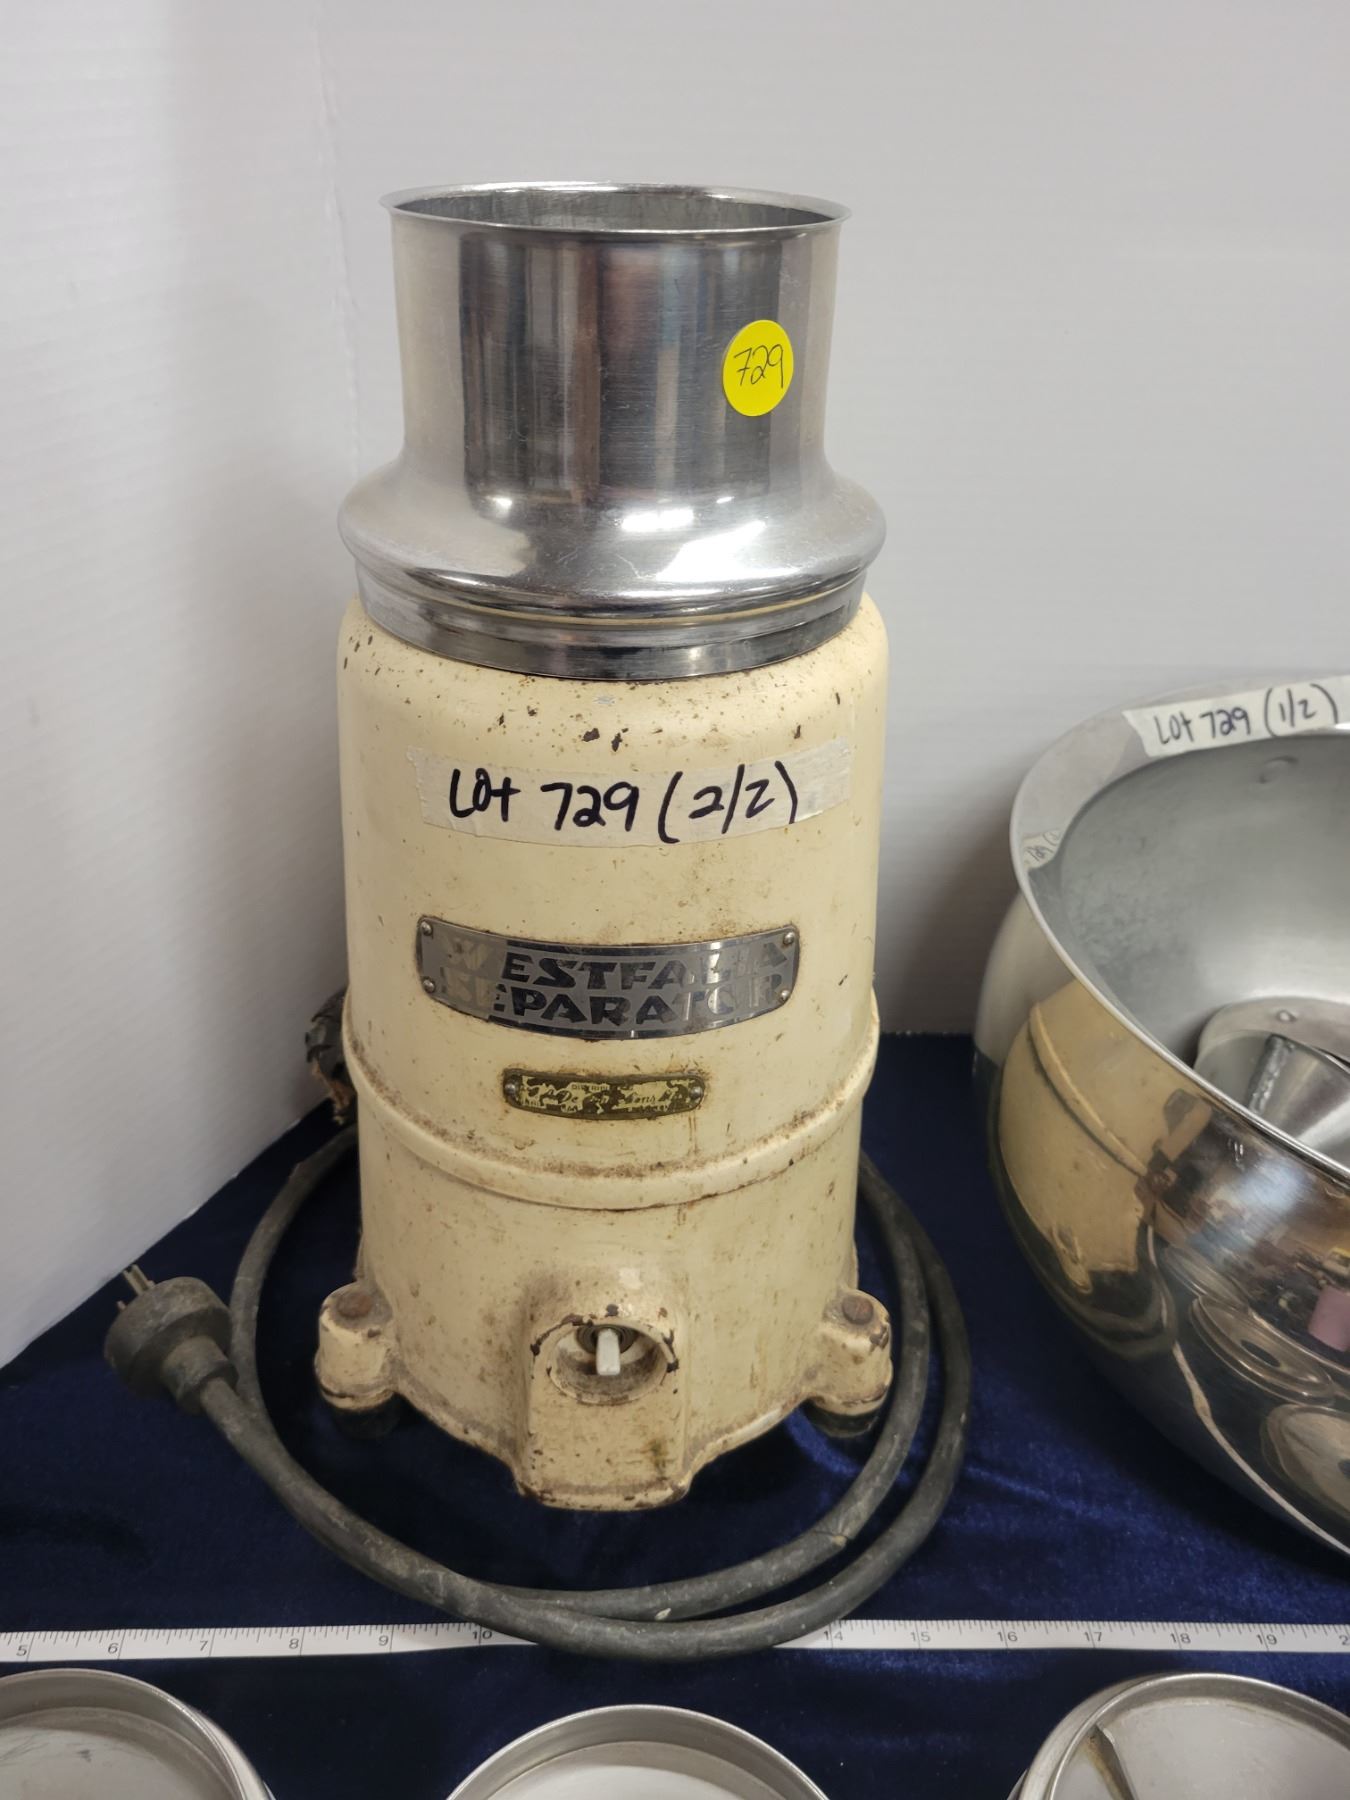 729
Lot 729 (1/2)
Lot 729 (2/2)
WESTFALIA
SEPARATOR
5 6 7 8 9 10 14 15 16 17 18 19